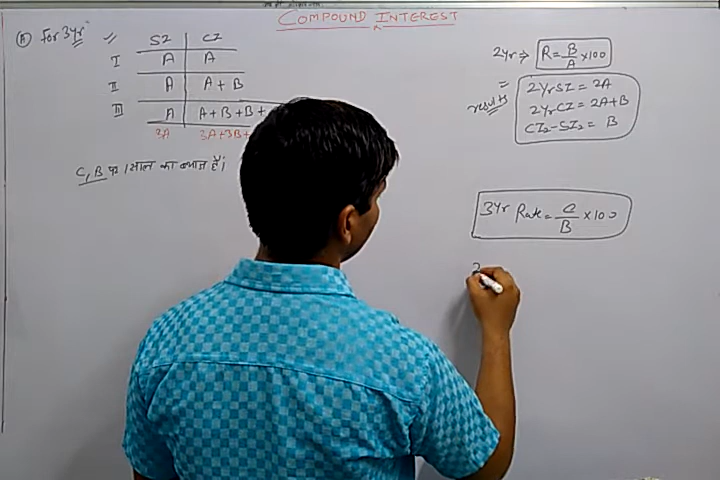 COMPOUND INTEREST
(A) for 3Yr
SI CI
I A A
II A A+B
III A A+B+B+
3A 3A+3B+
C, B का 1 साल का ब्याज है।
2yr ⇒ R = B/A ×100
results
2Yr SI = 2A
2Yr CI = 2A+B
CI₂-SI₂ = B
3Yr Rate = C/B ×100